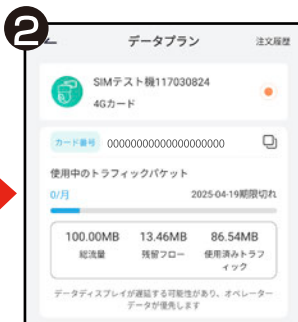 2
データプラン 注文履歴
SIMテスト機117030824
4Gカード
カード番号 00000000000000000000
使用中のトラフィックパケット
0/月 2025-04-19期限切れ
100.00MB 13.46MB 86.54MB
総流量 残留フロー 使用済みトラフ
ィック
データディスプレイが遅延する可能性があり、オペレーター
データが優先します